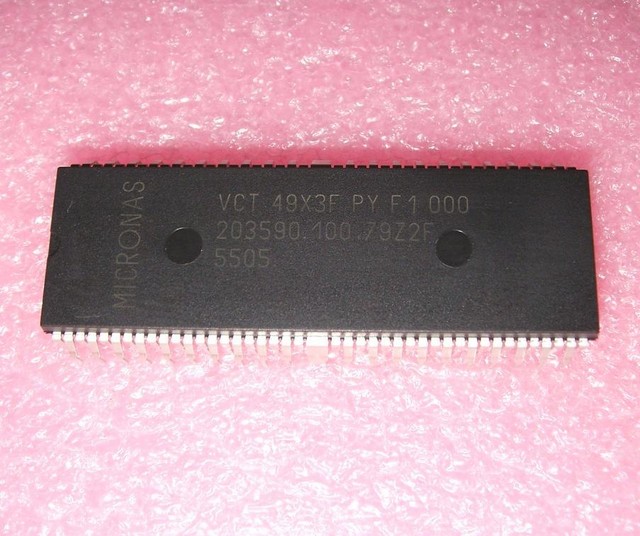 MICRONAS
VCT 49X3F PY F1 000
203590.100.79Z2F
5505